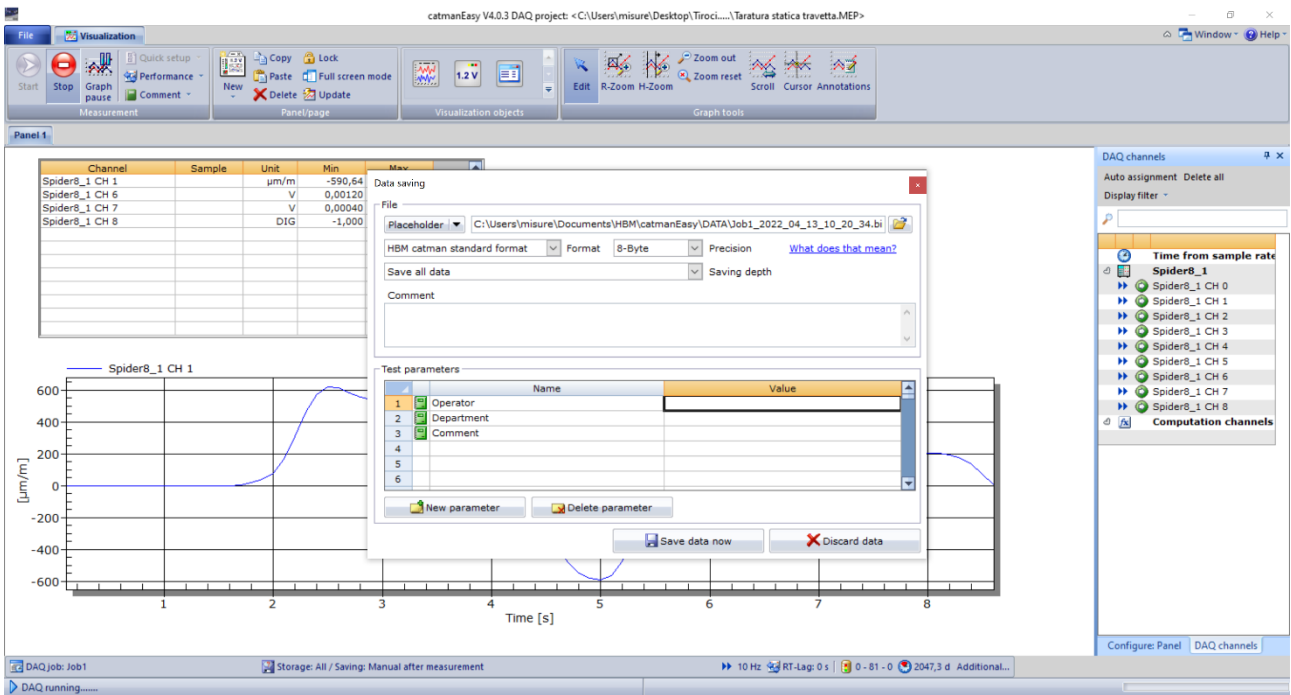 catmanEasy V4.0.3 DAQ project: <C:\Users\misure\Desktop\Tiroci.....\Taratura statica travetta.MEP>
File Visualization Window Help
Start Stop Graph pause Quick setup Performance Comment New Copy Paste Delete Lock Full screen mode Update 1.2 V Edit R-Zoom H-Zoom Zoom out Zoom reset Scroll Cursor Annotations
Measurement Panel/page Visualization objects Graph tools
Panel 1
Channel Sample Unit Min Max
Spider8_1 CH 1 µm/m -590,64
Spider8_1 CH 6 V 0,00120
Spider8_1 CH 7 V 0,00040
Spider8_1 CH 8 DIG -1,000
Data saving
File
Placeholder C:\Users\misure\Documents\HBM\catmanEasy\DATA\Job1_2022_04_13_10_20_34.bi
HBM catman standard format Format 8-Byte Precision What does that mean?
Save all data Saving depth
Comment
Test parameters
Name Value
1 Operator
2 Department
3 Comment
4
5
6
New parameter Delete parameter
Save data now Discard data
Spider8_1 CH 1
600
400
200
0
-200
-400
-600
[µm/m]
1 2 3 4 5 6 7 8
Time [s]
DAQ channels
Auto assignment Delete all
Display filter
Time from sample rate
Spider8_1
Spider8_1 CH 0
Spider8_1 CH 1
Spider8_1 CH 2
Spider8_1 CH 3
Spider8_1 CH 4
Spider8_1 CH 5
Spider8_1 CH 6
Spider8_1 CH 7
Spider8_1 CH 8
fx Computation channels
Configure: Panel DAQ channels
DAQ job: Job1 Storage: All / Saving: Manual after measurement 10 Hz RT-Lag: 0 s 0 - 81 - 0 2047,3 d Additional...
DAQ running.......